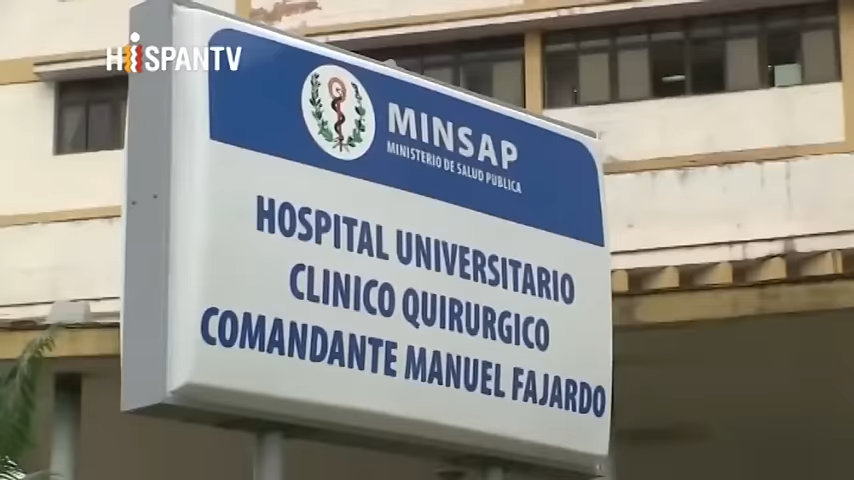 HISPANTV
MINSAP
MINISTERIO DE SALUD PUBLICA
HOSPITAL UNIVERSITARIO
CLINICO QUIRURGICO
COMANDANTE MANUEL FAJARDO